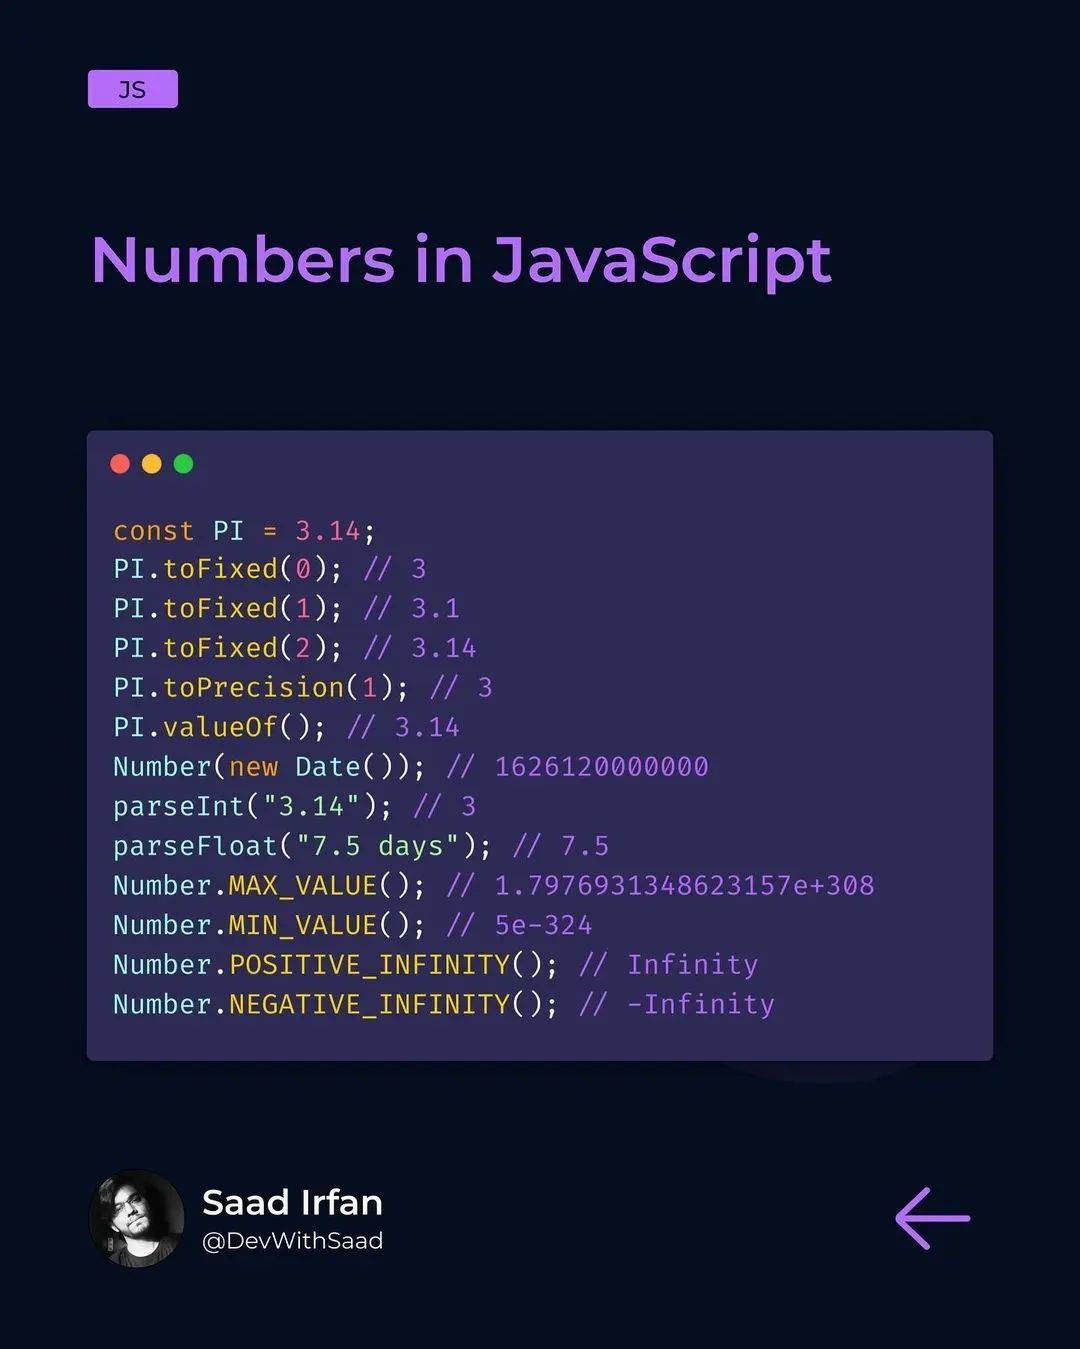 JS
Numbers in JavaScript
const PI = 3.14;
PI.toFixed(0); // 3
PI.toFixed(1); // 3.1
PI.toFixed(2); // 3.14
PI.toPrecision(1); // 3
PI.valueOf(); // 3.14
Number(new Date()); // 1626120000000
parseInt("3.14"); // 3
parseFloat("7.5 days"); // 7.5
Number.MAX_VALUE(); // 1.7976931348623157e+308
Number.MIN_VALUE(); // 5e-324
Number.POSITIVE_INFINITY(); // Infinity
Number.NEGATIVE_INFINITY(); // -Infinity
Saad Irfan
@DevWithSaad